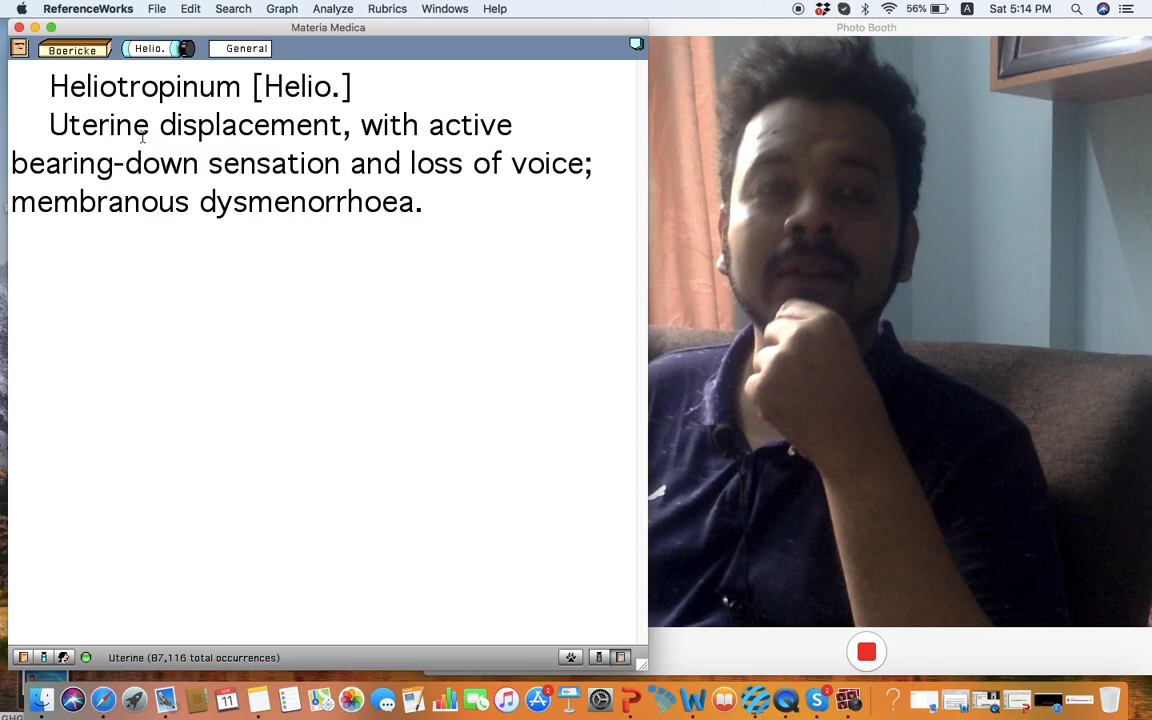 ReferenceWorks File Edit Search Graph Analyze Rubrics Windows Help 56% A Sat 5:14 PM
Materia Medica
Photo Booth
Boericke Helio. General
Heliotropinum [Helio.]
Uterine displacement, with active
bearing-down sensation and loss of voice;
membranous dysmenorrhoea.
Uterine (87,116 total occurrences)